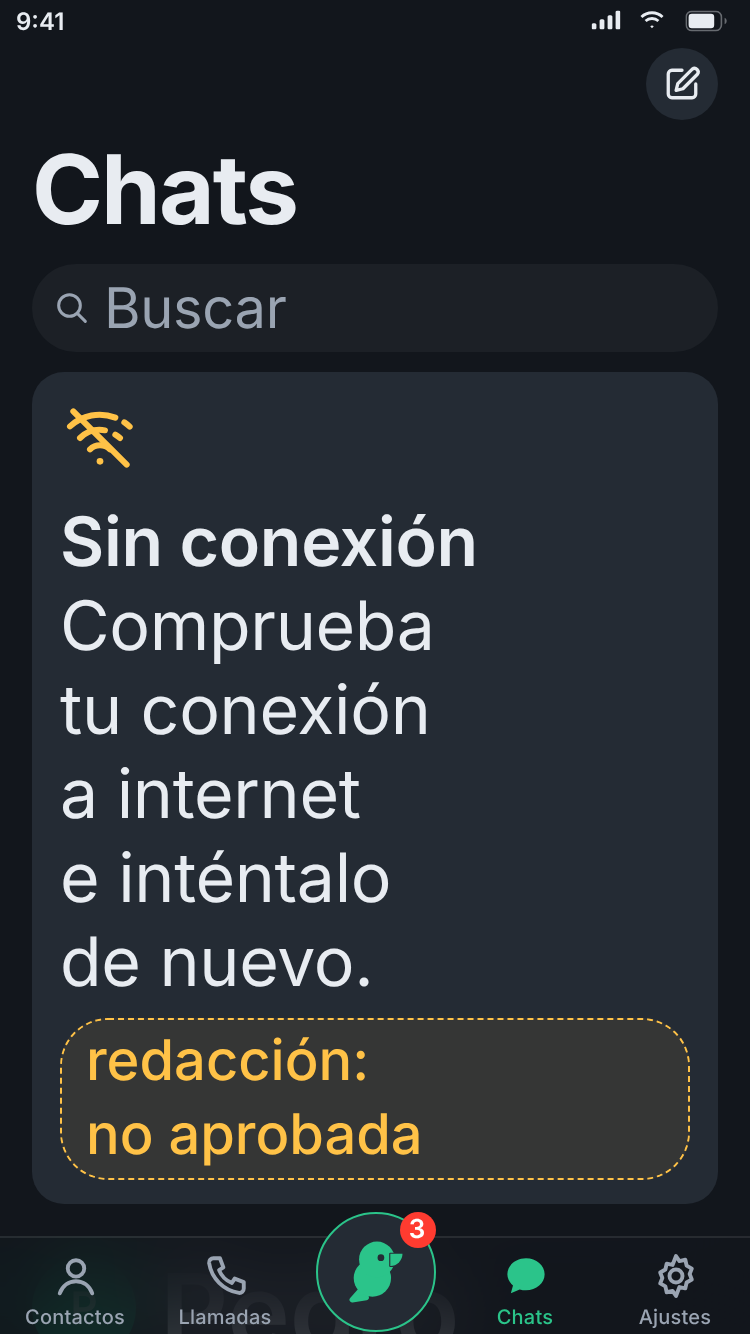 9:41
Chats
Buscar
Sin conexión
Comprueba
tu conexión
a internet
e inténtalo
de nuevo.
redacción:
no aprobada
3
Contactos
Llamadas
Chats
Ajustes